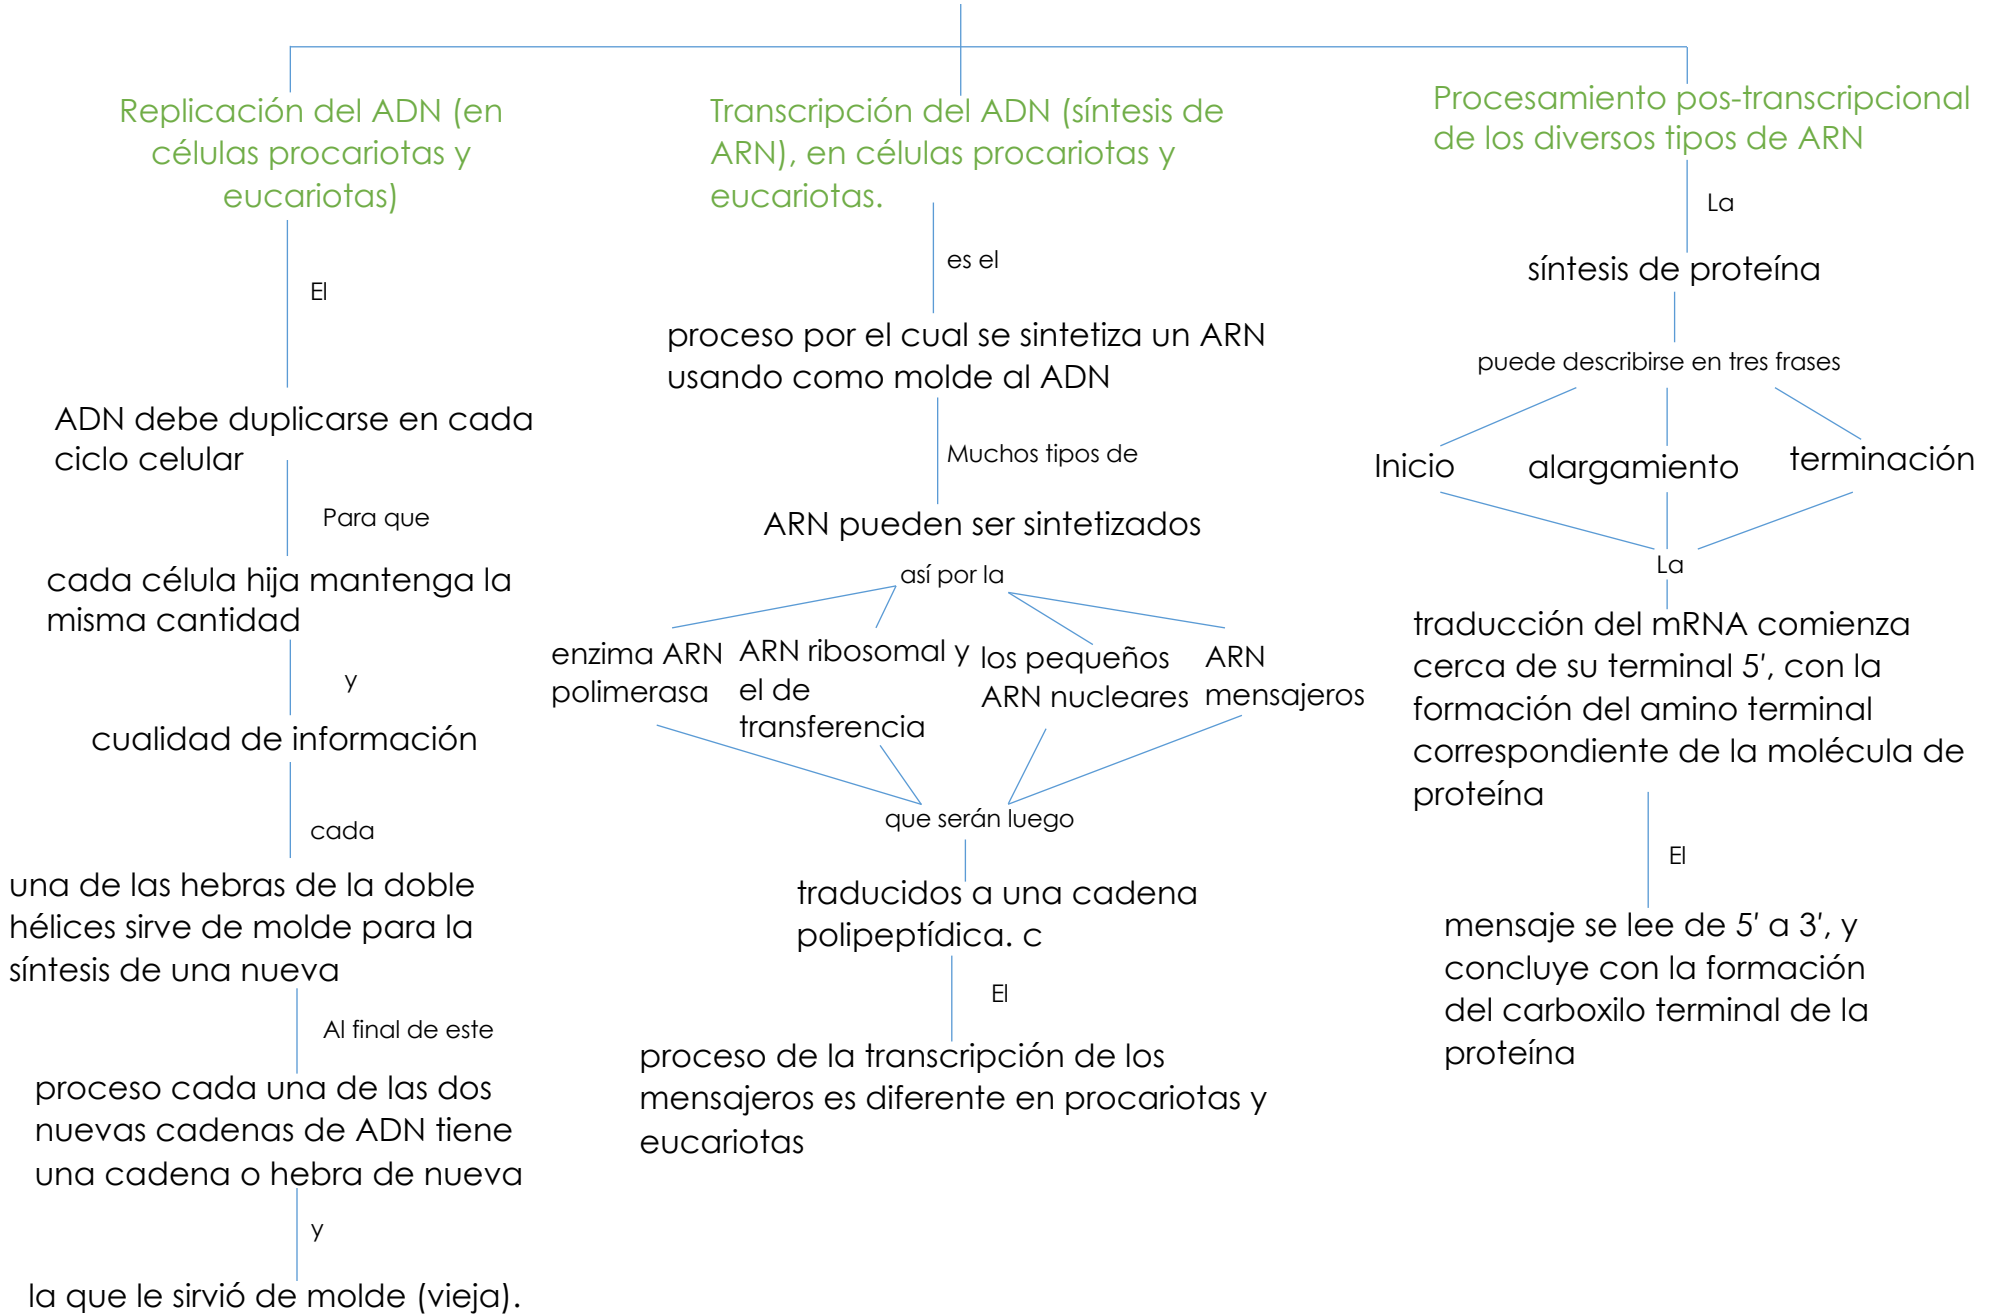 Replicación del ADN (en
células procariotas y
eucariotas)
El
ADN debe duplicarse en cada
ciclo celular
Para que
cada célula hija mantenga la
misma cantidad
y
cualidad de información
cada
una de las hebras de la doble
hélices sirve de molde para la
síntesis de una nueva
Al final de este
proceso cada una de las dos
nuevas cadenas de ADN tiene
una cadena o hebra de nueva
y
la que le sirvió de molde (vieja).
Transcripción del ADN (síntesis de
ARN), en células procariotas y
eucariotas.
es el
proceso por el cual se sintetiza un ARN
usando como molde al ADN
Muchos tipos de
ARN pueden ser sintetizados
así por la
enzima ARN
polimerasa
ARN ribosomal y
el de
transferencia
los pequeños
ARN nucleares
ARN
mensajeros
que serán luego
traducidos a una cadena
polipeptídica. c
El
proceso de la transcripción de los
mensajeros es diferente en procariotas y
eucariotas
Procesamiento pos-transcripcional
de los diversos tipos de ARN
La
síntesis de proteína
puede describirse en tres frases
Inicio
alargamiento
terminación
La
traducción del mRNA comienza
cerca de su terminal 5', con la
formación del amino terminal
correspondiente de la molécula de
proteína
El
mensaje se lee de 5' a 3', y
concluye con la formación
del carboxilo terminal de la
proteína